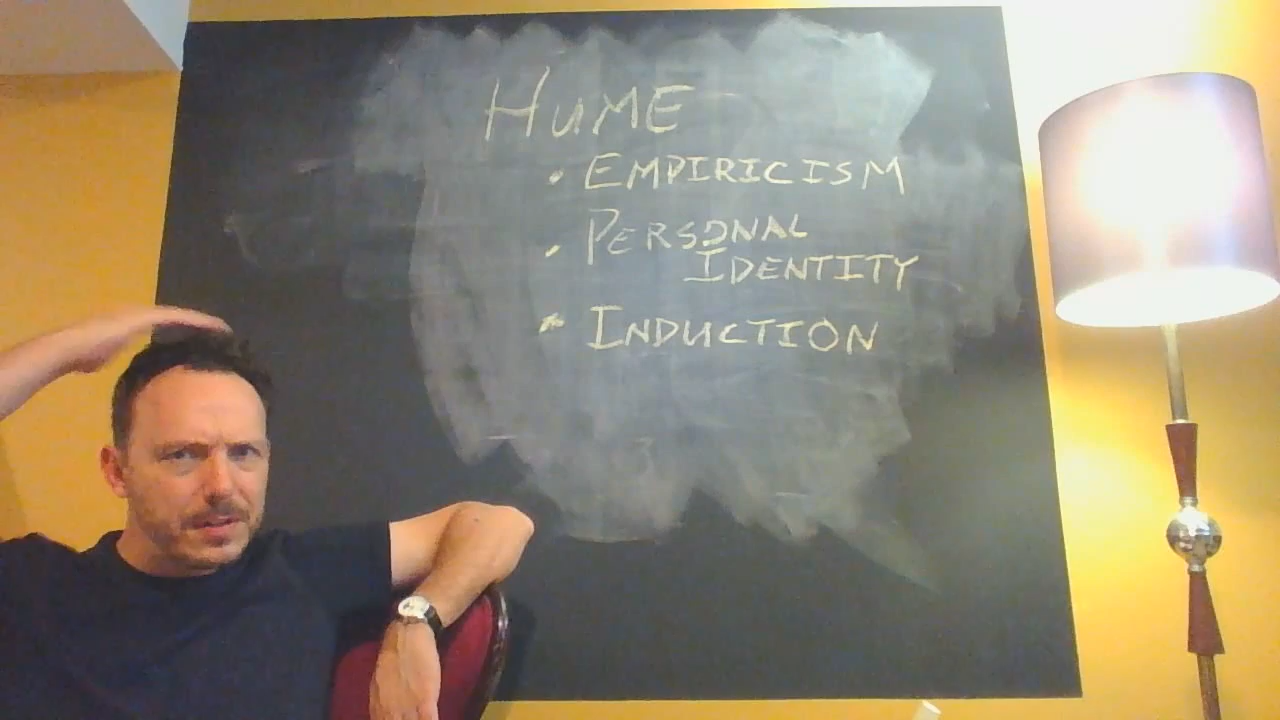 HUME
• EMPIRICISM
• PERSONAL
IDENTITY
• INDUCTION